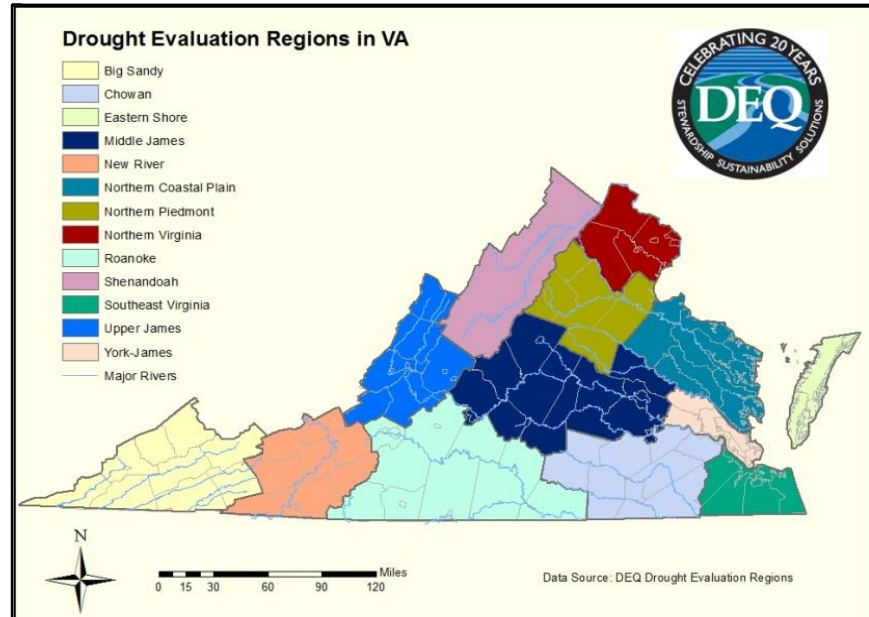 Drought Evaluation Regions in VA
Big Sandy
Chowan
Eastern Shore
Middle James
New River
Northern Coastal Plain
Northern Piedmont
Northern Virginia
Roanoke
Shenandoah
Southeast Virginia
Upper James
York-James
Major Rivers
CELEBRATING 20 YEARS
DEQ
STEWARDSHIP SUSTAINABILITY SOLUTIONS
N
Miles
0 15 30 60 90 120
Data Source: DEQ Drought Evaluation Regions